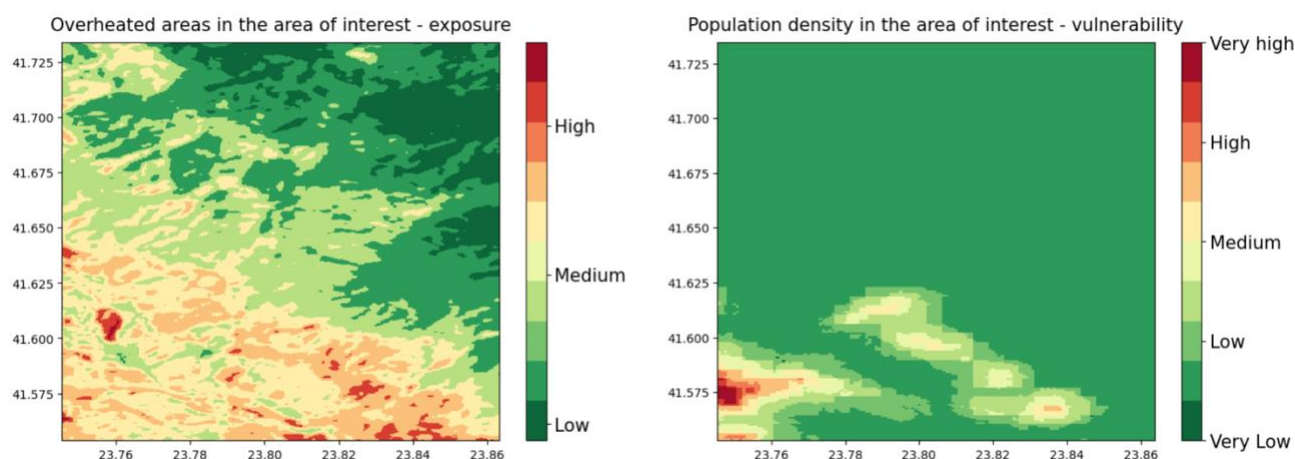 Overheated areas in the area of interest - exposure
41.725
41.700
41.675
41.650
41.625
41.600
41.575
23.76 23.78 23.80 23.82 23.84 23.86
High
Medium
Low
Population density in the area of interest - vulnerability
41.725
41.700
41.675
41.650
41.625
41.600
41.575
23.76 23.78 23.80 23.82 23.84 23.86
Very high
High
Medium
Low
Very Low